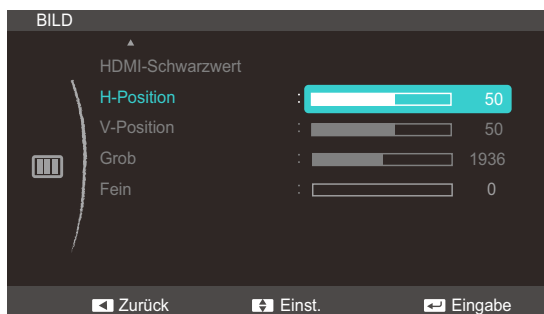 BILD
HDMI-Schwarzwert
H-Position : 50
V-Position : 50
Grob : 1936
Fein : 0
Zurück Einst. Eingabe